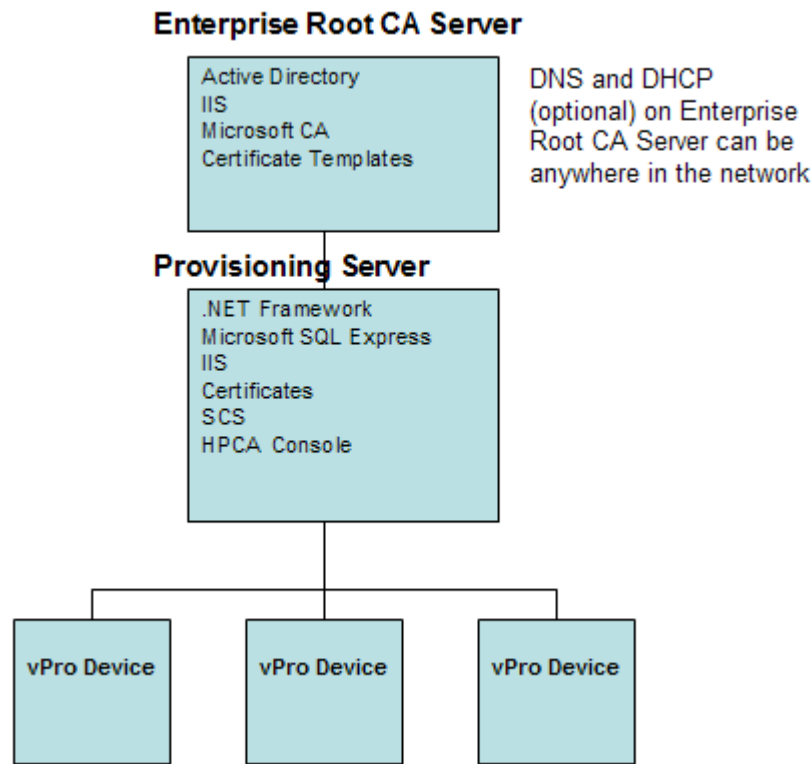 Enterprise Root CA Server
Active Directory
IIS
Microsoft CA
Certificate Templates
DNS and DHCP
(optional) on Enterprise
Root CA Server can be
anywhere in the network
Provisioning Server
.NET Framework
Microsoft SQL Express
IIS
Certificates
SCS
HPCA Console
vPro Device
vPro Device
vPro Device